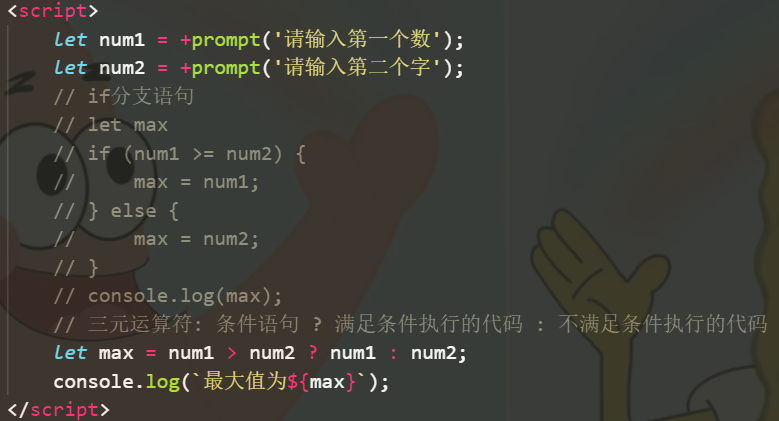 <script>
let num1 = +prompt('请输入第一个数');
let num2 = +prompt('请输入第二个字');
// if分支语句
// let max
// if (num1 >= num2) {
//     max = num1;
// } else {
//     max = num2;
// }
// console.log(max);
// 三元运算符: 条件语句 ? 满足条件执行的代码 : 不满足条件执行的代码
let max = num1 > num2 ? num1 : num2;
console.log(`最大值为${max}`);
</script>